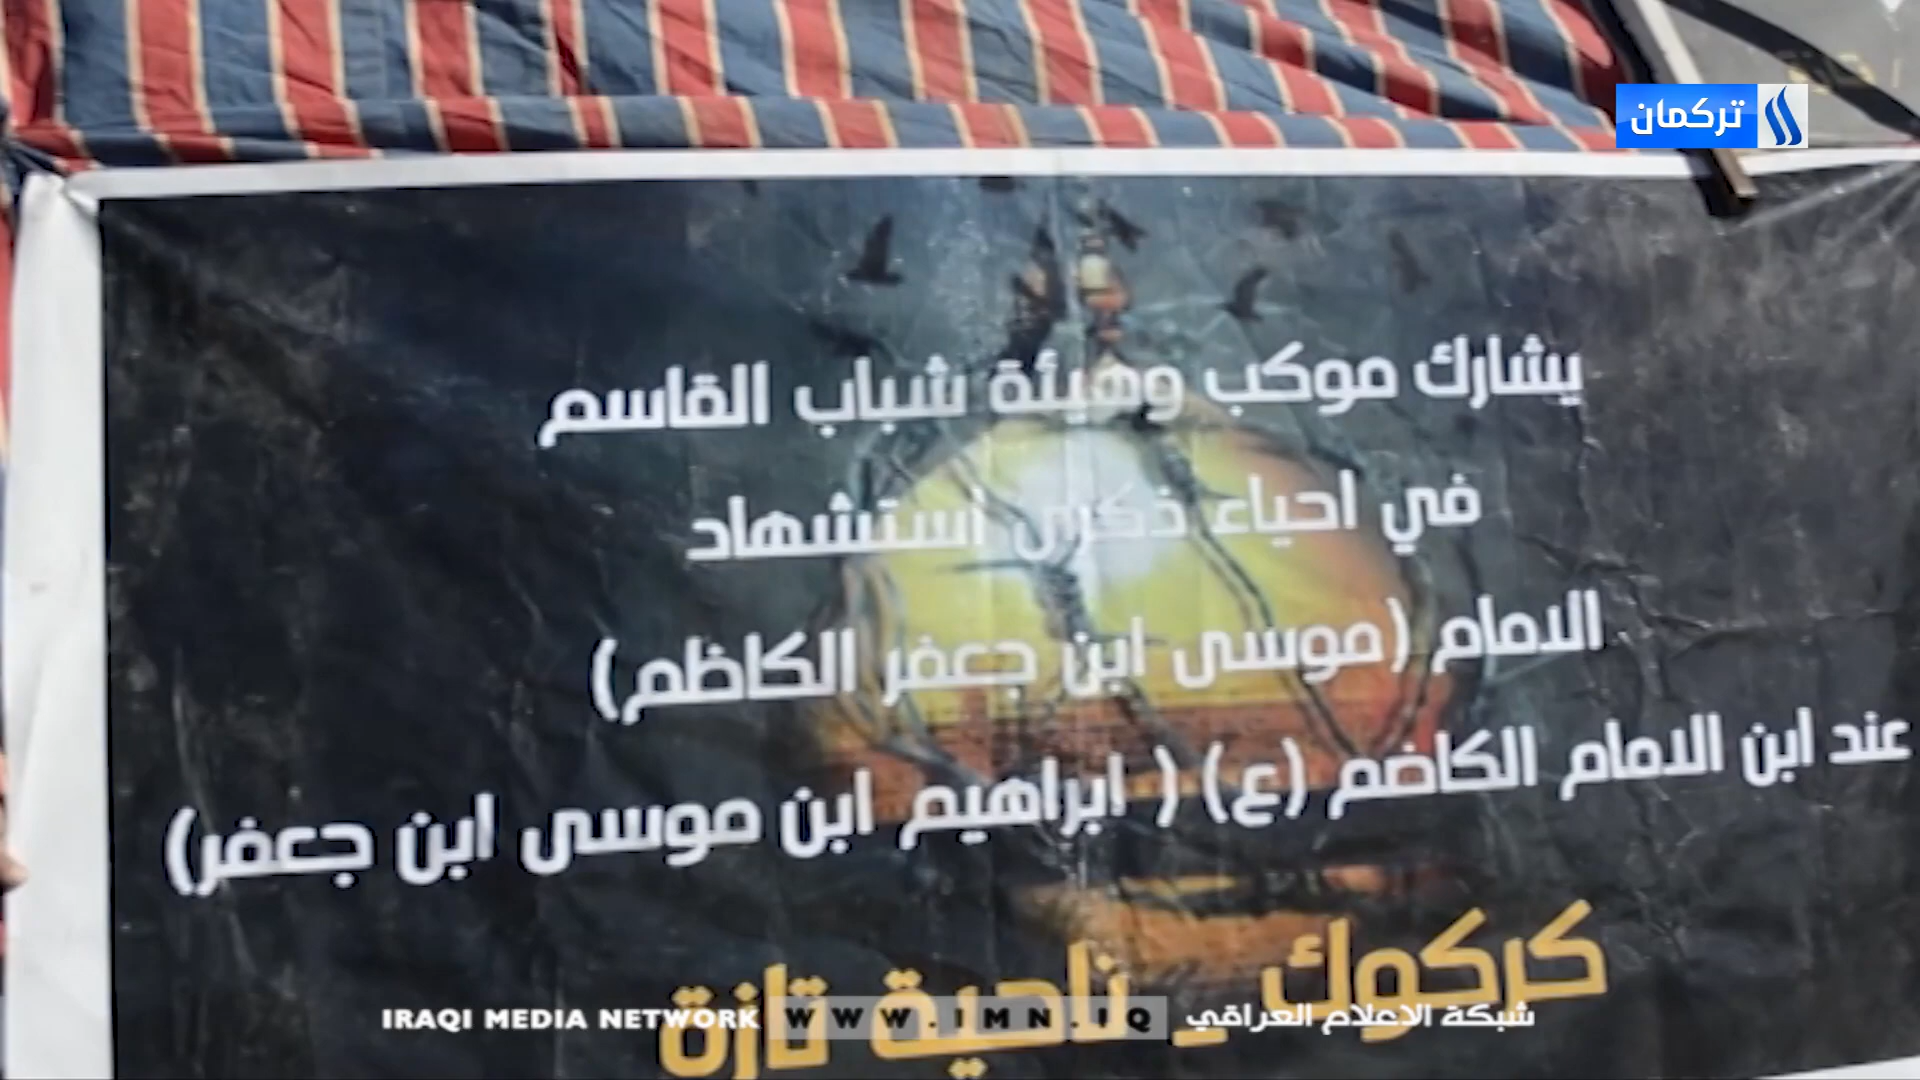 تركمان
يشارك موكب وهيئة شباب القاسم
في احياء ذكرى استشهاد
الامام (موسى ابن جعفر الكاظم)
عند ابن الامام الكاضم (ع) ( ابراهيم ابن موسى ابن جعفر)
كركوك_ ناحية تازة
IRAQI MEDIA NETWORK WWW.IMN.IQ شبكة الاعلام العراقي